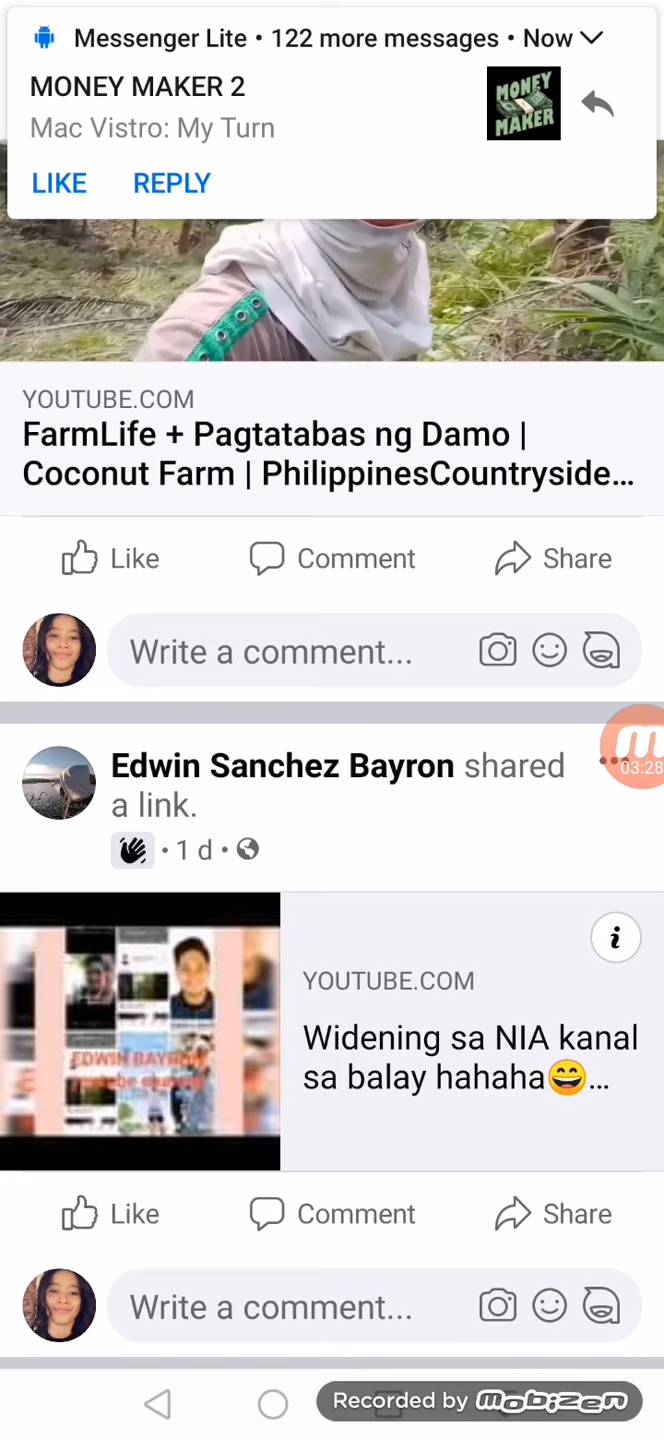 Messenger Lite • 122 more messages • Now
MONEY MAKER 2
Mac Vistro: My Turn
MONEY
MAKER
LIKE REPLY
YOUTUBE.COM
FarmLife + Pagtatabas ng Damo |
Coconut Farm | PhilippinesCountryside...
Like Comment Share
Write a comment...
Edwin Sanchez Bayron shared
a link.
03:28
• 1 d •
YOUTUBE.COM
Widening sa NIA kanal
sa balay hahaha😄...
EDWIN BAYRON
Like Comment Share
Write a comment...
Recorded by mobizen